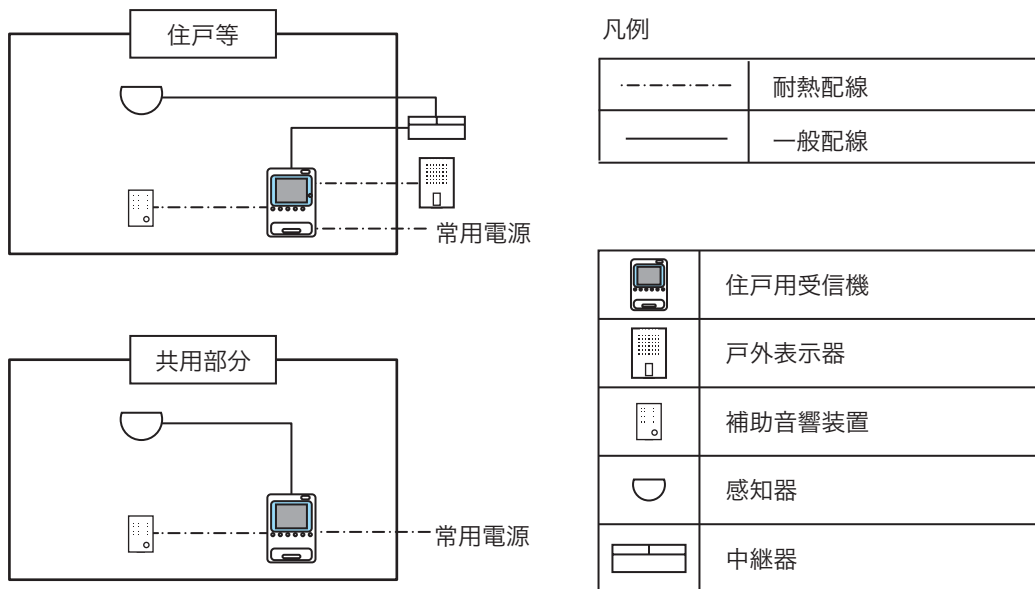 住戸等
常用電源
共用部分
常用電源
凡例
耐熱配線
一般配線
住戸用受信機
戸外表示器
補助音響装置
感知器
中継器